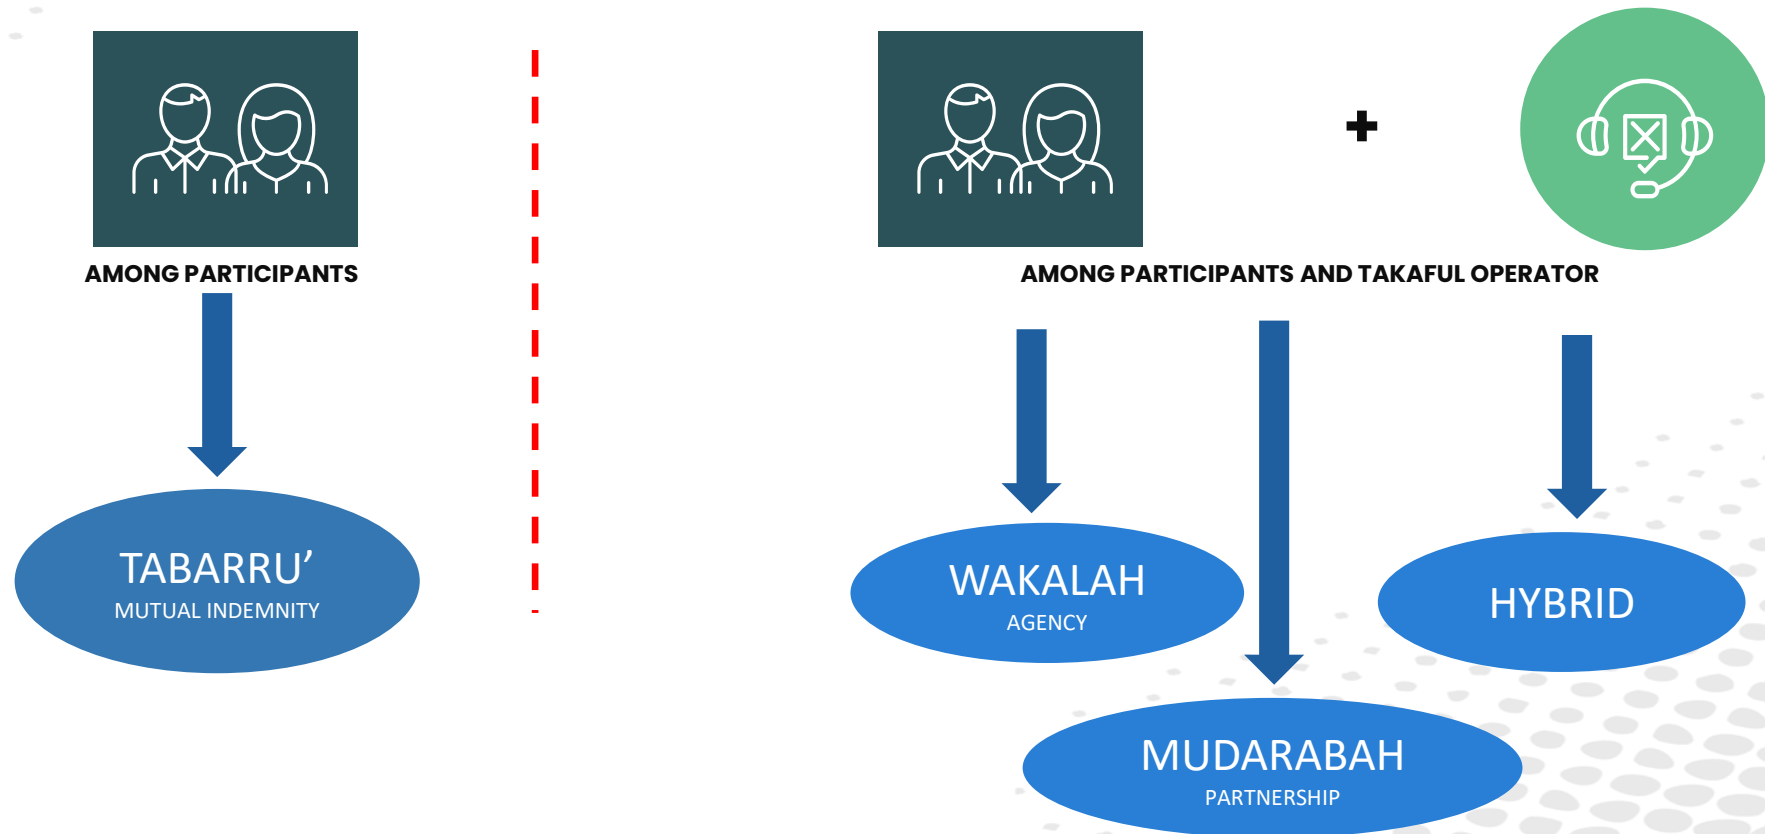 AMONG PARTICIPANTS
AMONG PARTICIPANTS AND TAKAFUL OPERATOR
TABARRU’
MUTUAL INDEMNITY
WAKALAH
AGENCY
HYBRID
MUDARABAH
PARTNERSHIP